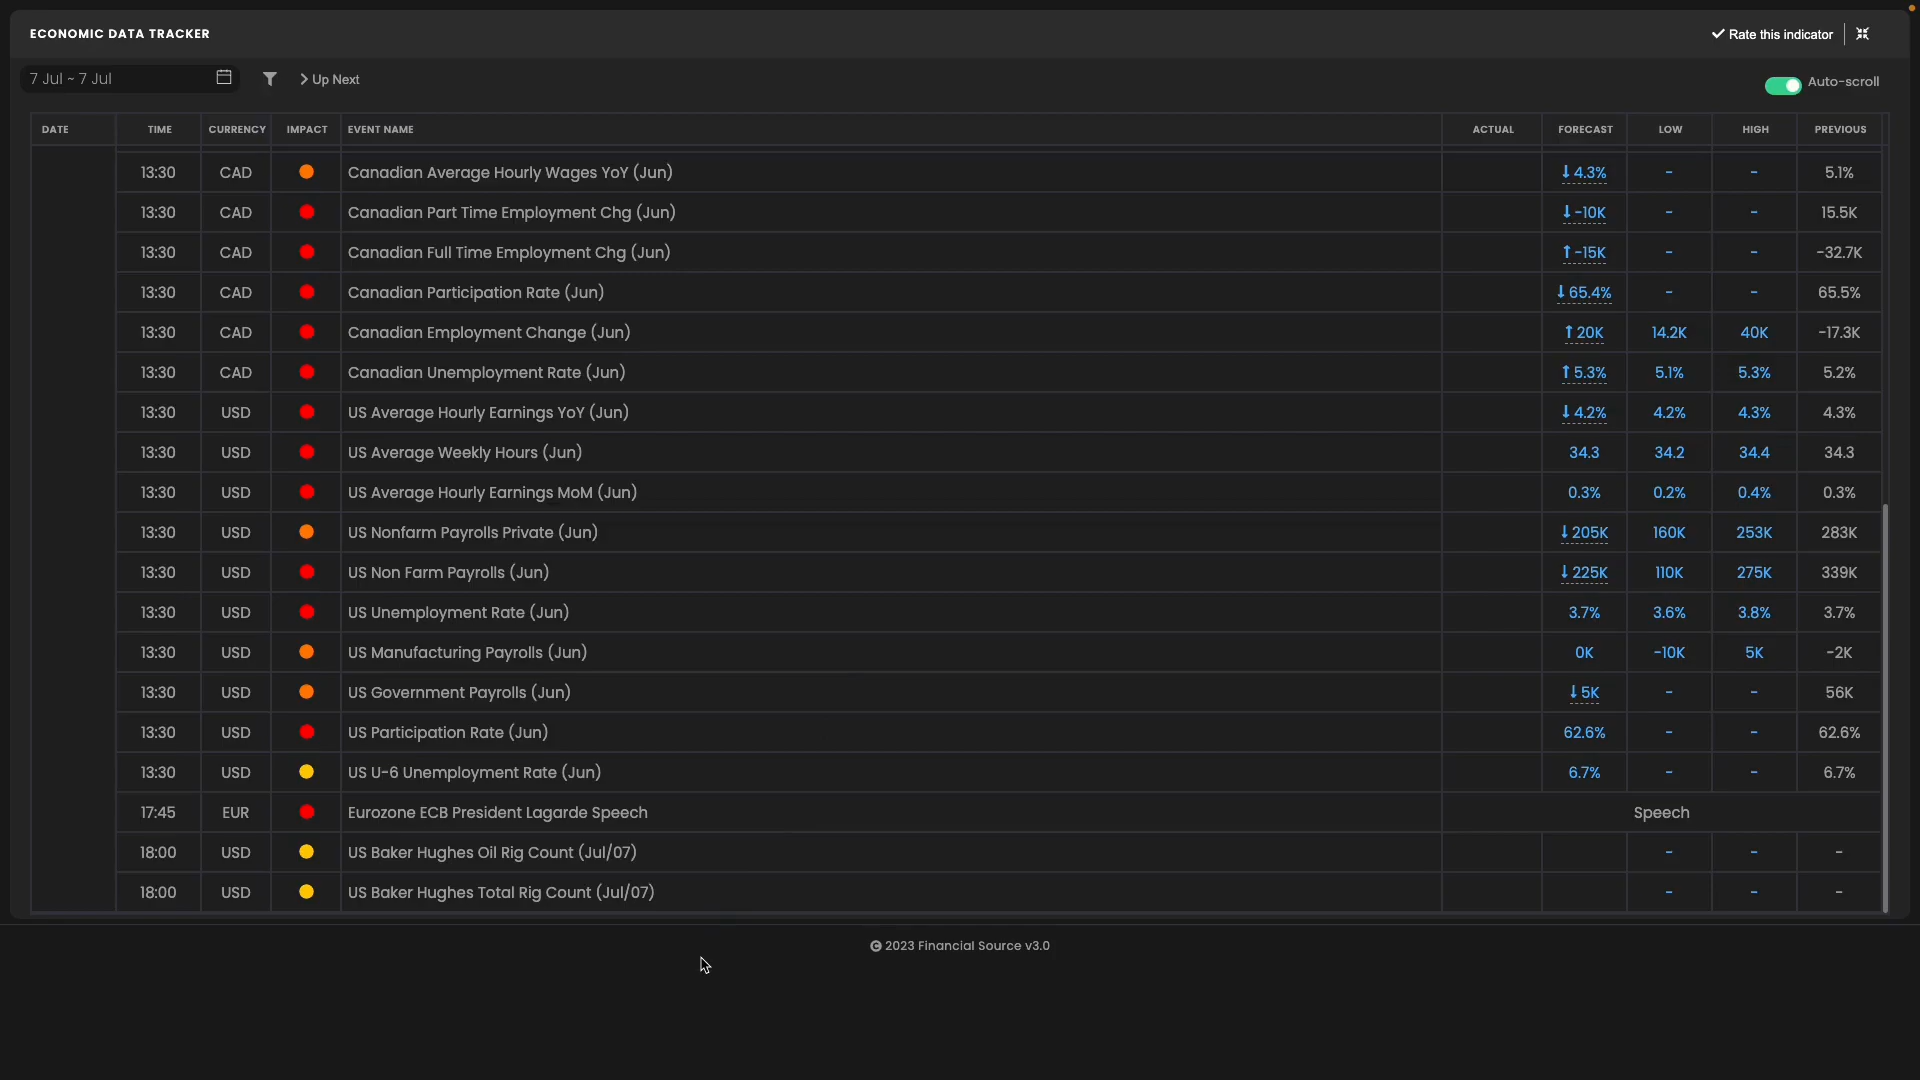 ECONOMIC DATA TRACKER
Rate this indicator
7 Jul ~ 7 Jul
Up Next
Auto-scroll
DATE TIME CURRENCY IMPACT EVENT NAME ACTUAL FORECAST LOW HIGH PREVIOUS
13:30 CAD Canadian Average Hourly Wages YoY (Jun) ↓ 4.3% - - 5.1%
13:30 CAD Canadian Part Time Employment Chg (Jun) ↓ -10K - - 15.5K
13:30 CAD Canadian Full Time Employment Chg (Jun) ↑ -15K - - -32.7K
13:30 CAD Canadian Participation Rate (Jun) ↓ 65.4% - - 65.5%
13:30 CAD Canadian Employment Change (Jun) ↑ 20K 14.2K 40K -17.3K
13:30 CAD Canadian Unemployment Rate (Jun) ↑ 5.3% 5.1% 5.3% 5.2%
13:30 USD US Average Hourly Earnings YoY (Jun) ↓ 4.2% 4.2% 4.3% 4.3%
13:30 USD US Average Weekly Hours (Jun) 34.3 34.2 34.4 34.3
13:30 USD US Average Hourly Earnings MoM (Jun) 0.3% 0.2% 0.4% 0.3%
13:30 USD US Nonfarm Payrolls Private (Jun) ↓ 205K 160K 253K 283K
13:30 USD US Non Farm Payrolls (Jun) ↓ 225K 110K 275K 339K
13:30 USD US Unemployment Rate (Jun) 3.7% 3.6% 3.8% 3.7%
13:30 USD US Manufacturing Payrolls (Jun) 0K -10K 5K -2K
13:30 USD US Government Payrolls (Jun) ↓ 5K - - 56K
13:30 USD US Participation Rate (Jun) 62.6% - - 62.6%
13:30 USD US U-6 Unemployment Rate (Jun) 6.7% - - 6.7%
17:45 EUR Eurozone ECB President Lagarde Speech Speech
18:00 USD US Baker Hughes Oil Rig Count (Jul/07) - - -
18:00 USD US Baker Hughes Total Rig Count (Jul/07) - - -
© 2023 Financial Source v3.0